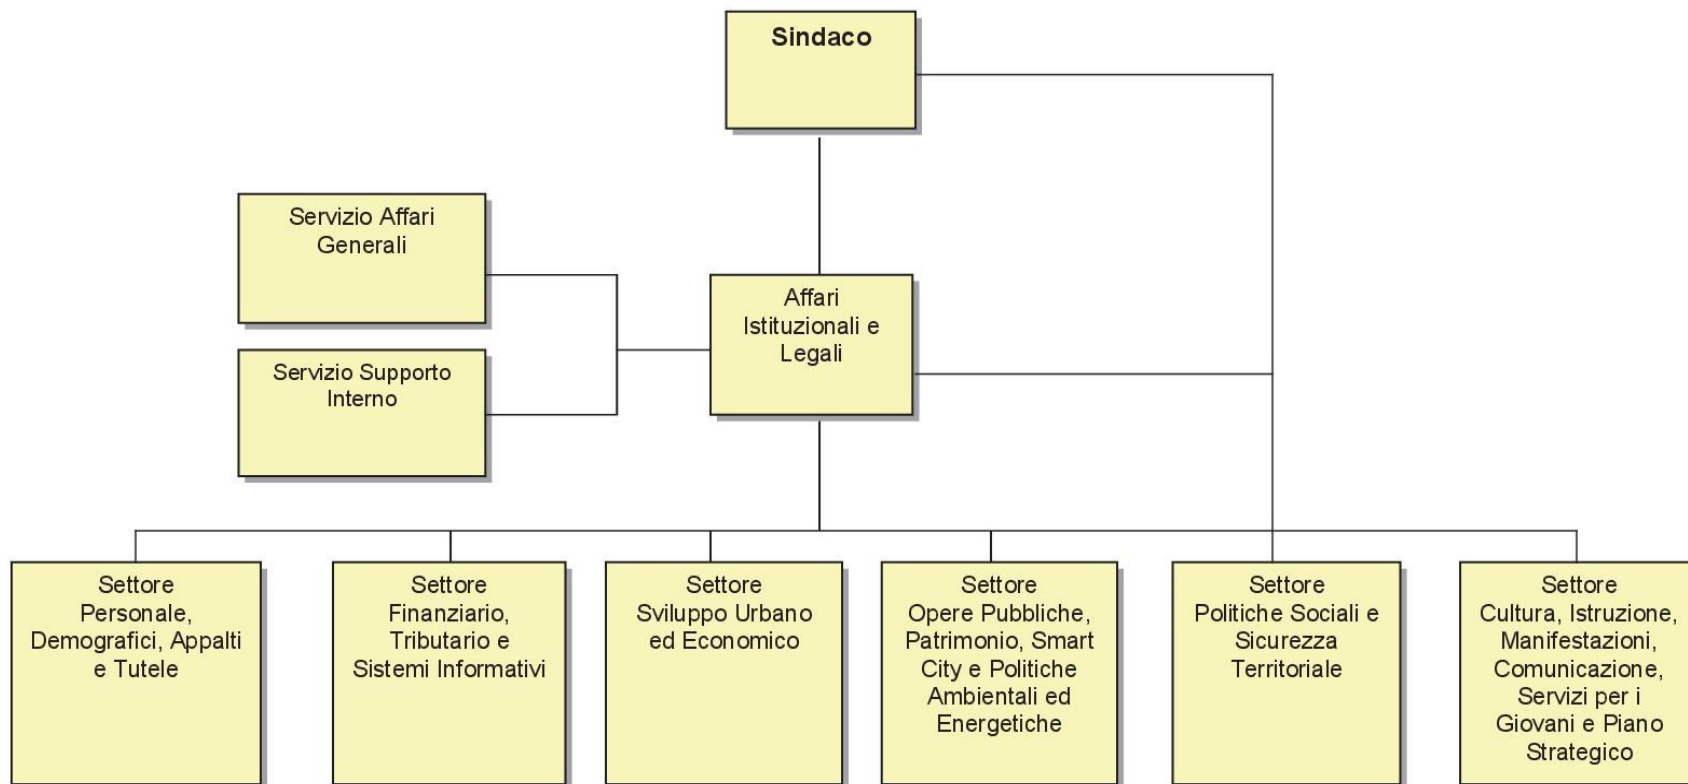 Sindaco
Servizio Affari
Generali
Servizio Supporto
Interno
Affari
Istituzionali e
Legali
Settore
Personale,
Demografici, Appalti
e Tutele
Settore
Finanziario,
Tributario e
Sistemi Informativi
Settore
Sviluppo Urbano
ed Economico
Settore
Opere Pubbliche,
Patrimonio, Smart
City e Politiche
Ambientali ed
Energetiche
Settore
Politiche Sociali e
Sicurezza
Territoriale
Settore
Cultura, Istruzione,
Manifestazioni,
Comunicazione,
Servizi per i
Giovani e Piano
Strategico